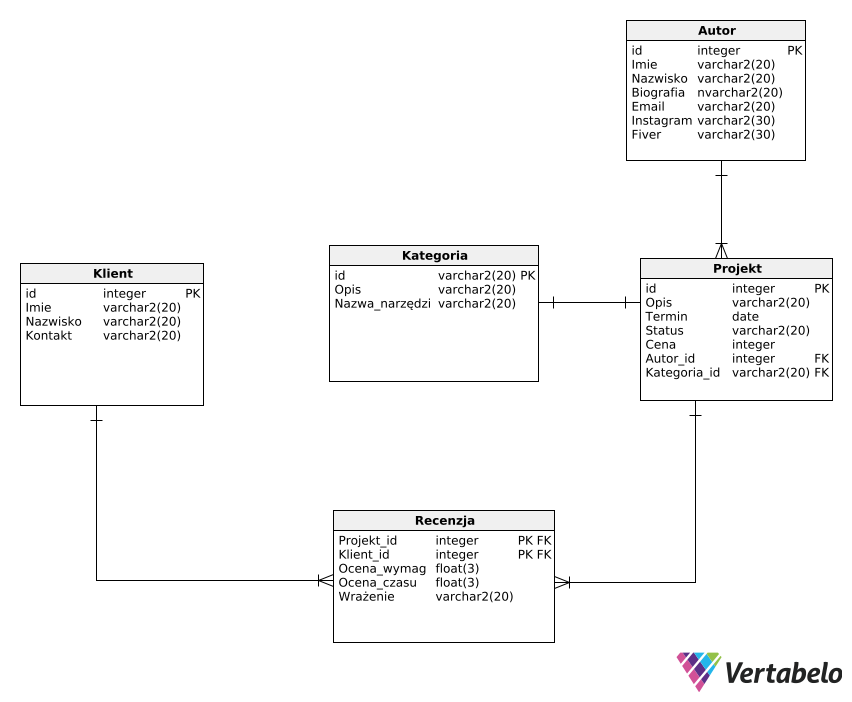 Autor
id integer PK
Imie varchar2(20)
Nazwisko varchar2(20)
Biografia nvarchar2(20)
Email varchar2(20)
Instagram varchar2(30)
Fiver varchar2(30)
Klient
id integer PK
Imie varchar2(20)
Nazwisko varchar2(20)
Kontakt varchar2(20)
Kategoria
id varchar2(20) PK
Opis varchar2(20)
Nazwa_narzędzi varchar2(20)
Projekt
id integer PK
Opis varchar2(20)
Termin date
Status varchar2(20)
Cena integer
Autor_id integer FK
Kategoria_id varchar2(20) FK
Recenzja
Projekt_id integer PK FK
Klient_id integer PK FK
Ocena_wymag float(3)
Ocena_czasu float(3)
Wrażenie varchar2(20)
Vertabelo